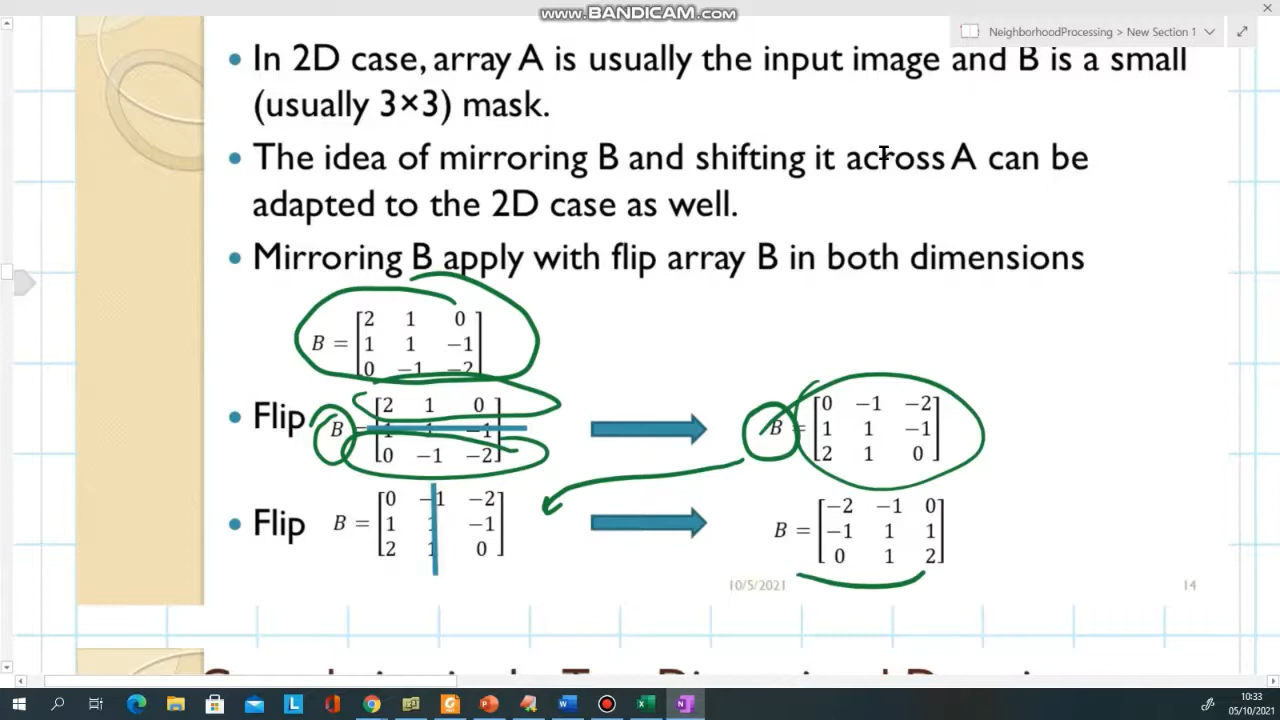 www.BANDICAM.com
NeighborhoodProcessing > New Section 1
• In 2D case, array A is usually the input image and B is a small
(usually 3×3) mask.
• The idea of mirroring B and shifting it across A can be
adapted to the 2D case as well.
• Mirroring B apply with flip array B in both dimensions
2 1 0
B = 1 1 −1
0 −1 −2
• Flip
2 1 0
B = 1 1 −1
0 −1 −2
0 −1 −2
B = 1 1 −1
2 1 0
• Flip
0 −1 −2
B = 1 1 −1
2 1 0
−2 −1 0
B = −1 1 1
0 1 2
10/5/2021
14
10:33
05/10/2021